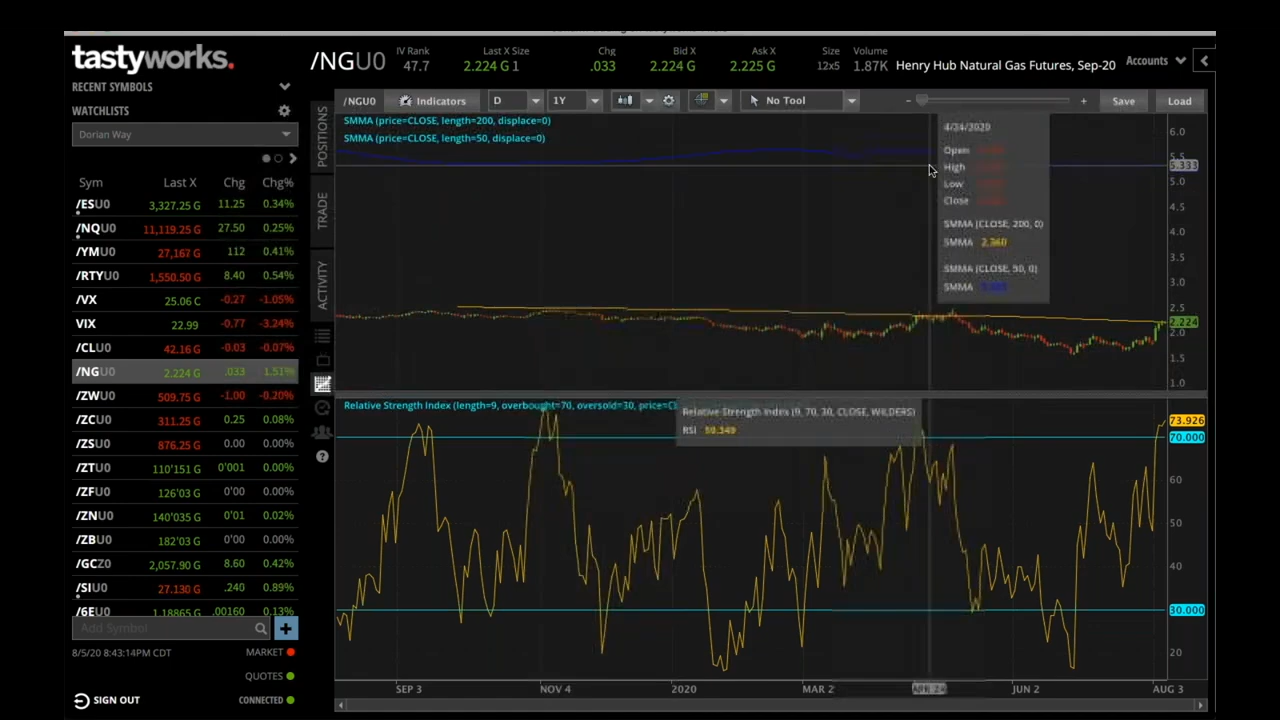 tastyworks.
/NGU0
IV Rank
47.7
Last X Size
2.224 G 1
Chg
.033
Bid X
2.224 G
Ask X
2.225 G
Size
12x5
Volume
1.87K
Henry Hub Natural Gas Futures, Sep-20
Accounts
RECENT SYMBOLS
WATCHLISTS
Dorian Way
Sym Last X Chg Chg%
/ESU0 3,327.25 G 11.25 0.34%
/NQU0 11,119.25 G 27.50 0.25%
/YMU0 27,167 G 112 0.41%
/RTYU0 1,550.50 G 8.40 0.54%
/VX 25.06 C -0.27 -1.05%
VIX 22.99 -0.77 -3.24%
/CLU0 42.16 G -0.03 -0.07%
/NGU0 2.224 G .033 1.51%
/ZWU0 509.75 G -1.00 -0.20%
/ZCU0 311.25 G 0.25 0.08%
/ZSU0 876.25 G 0.00 0.00%
/ZTU0 110'151 G 0'001 0.00%
/ZFU0 126'03 G 0'00 0.00%
/ZNU0 140'035 G 0'01 0.02%
/ZBU0 182'03 G 0'00 0.00%
/GCZ0 2,057.90 G 8.60 0.42%
/SIU0 27.130 G .240 0.89%
/6EU0 1.18865 G .00160 0.13%
Add Symbol
8/5/20 8:43:14PM CDT
MARKET
QUOTES
SIGN OUT
CONNECTED
POSITIONS
TRADE
ACTIVITY
/NGU0 Indicators D 1Y No Tool - + Save Load
SMMA (price=CLOSE, length=200, displace=0)
SMMA (price=CLOSE, length=50, displace=0)
Open
High
Low
Close
SMMA (CLOSE, 200, 0)
SMMA
SMMA (CLOSE, 50, 0)
SMMA
6.0
5.333
5.0
4.5
4.0
3.5
3.0
2.5
2.224
2.0
1.5
1.0
Relative Strength Index (length=9, overbought=70, oversold=30,
Relative Strength Index (9, 70, 30, CLOSE, WILDERS)
RSI
73.926
70.000
60
50
40
30.000
20
SEP 3 NOV 4 2020 MAR 2 JUN 2 AUG 3